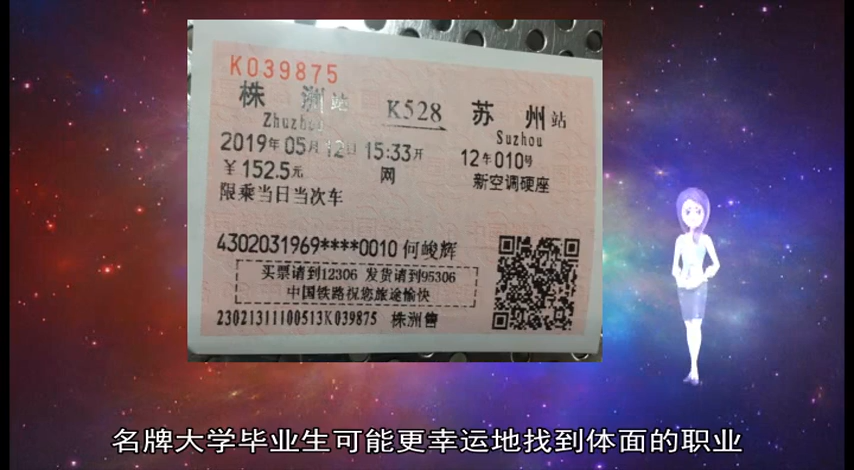 K039875
株洲站 K528 苏州站
Zhuzhou Suzhou
2019年05月12日 15:33开 12车010号
￥152.5元 网 新空调硬座
限乘当日当次车
4302031969****0010 何峻辉
买票请到12306 发货请到95306
中国铁路祝您旅途愉快
23021311100513K039875 株洲售
名牌大学毕业生可能更幸运地找到体面的职业